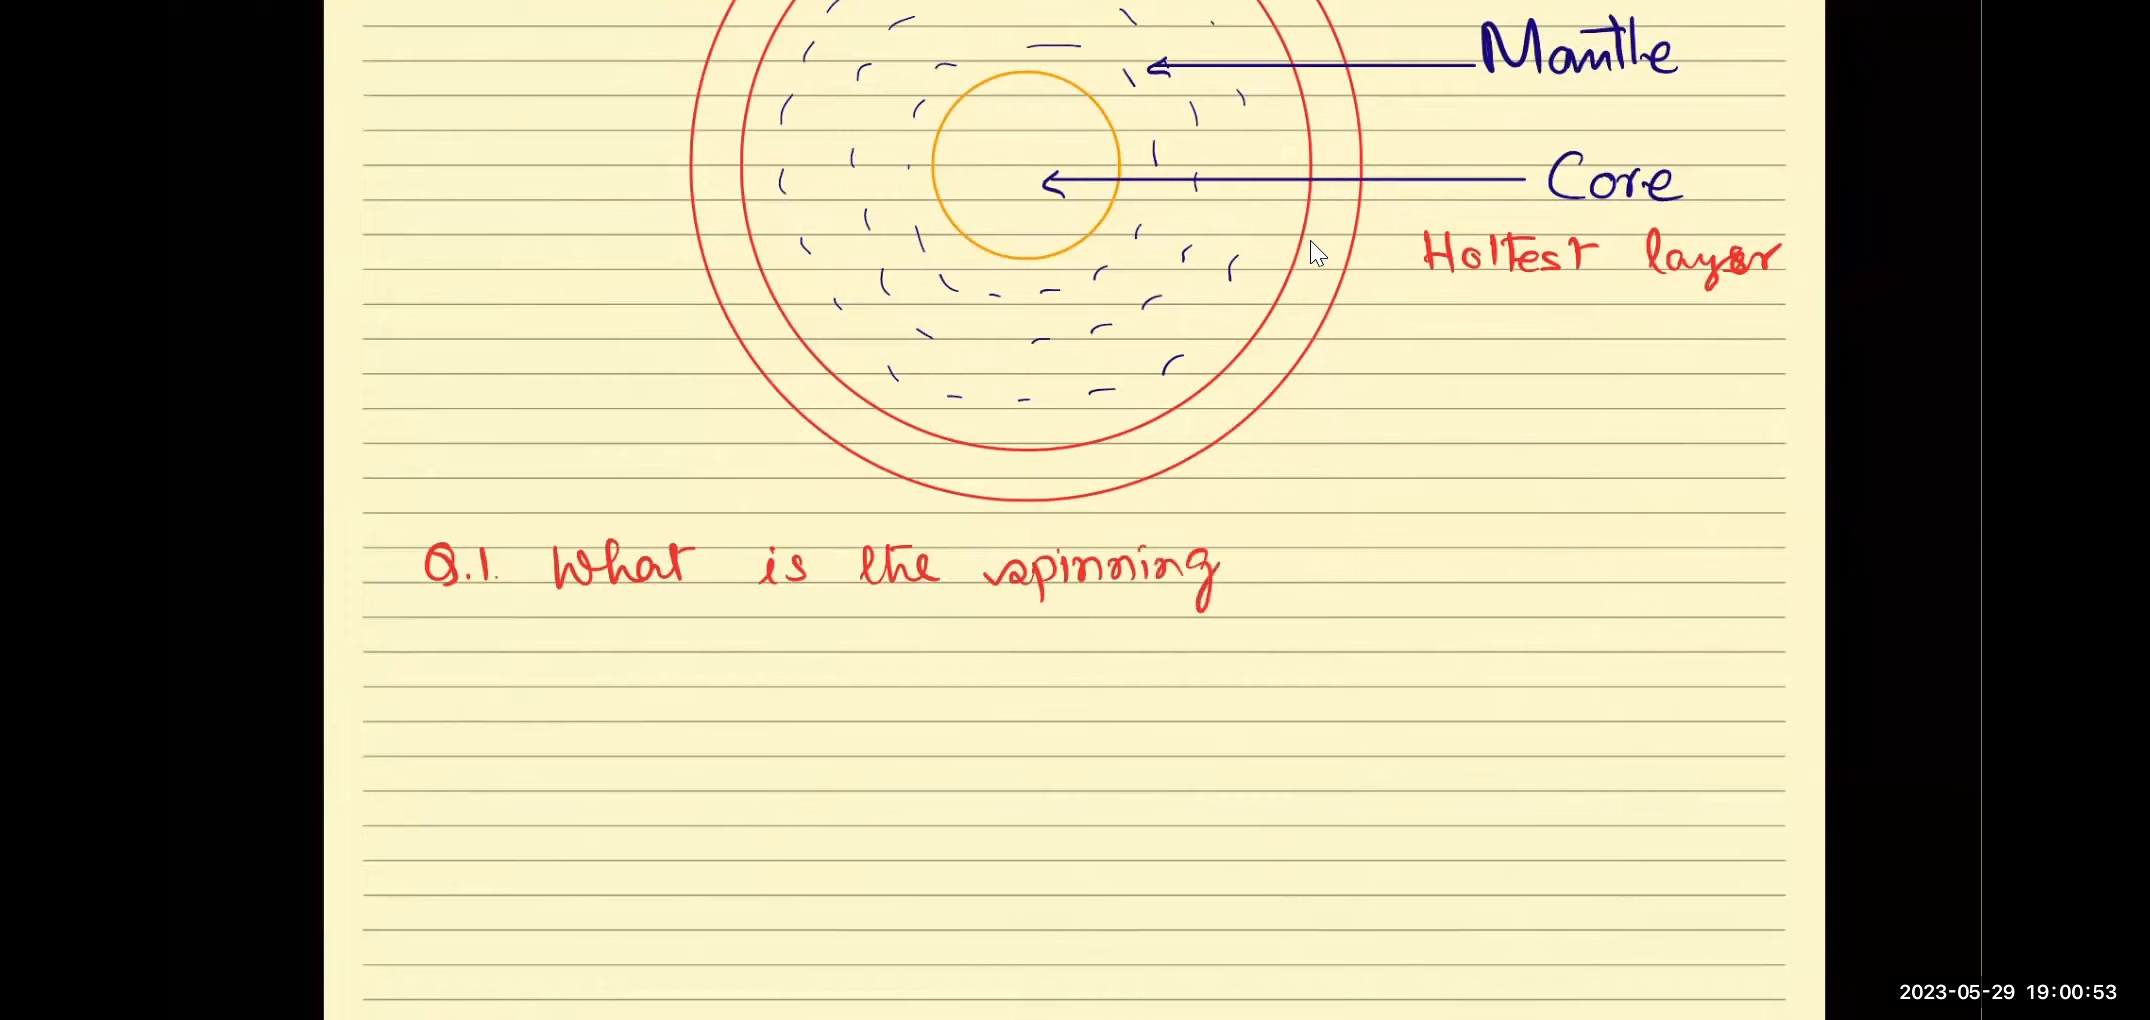 Mantle
Core
Hottest layer
Q.1. What is the spinning
2023-05-29 19:00:53